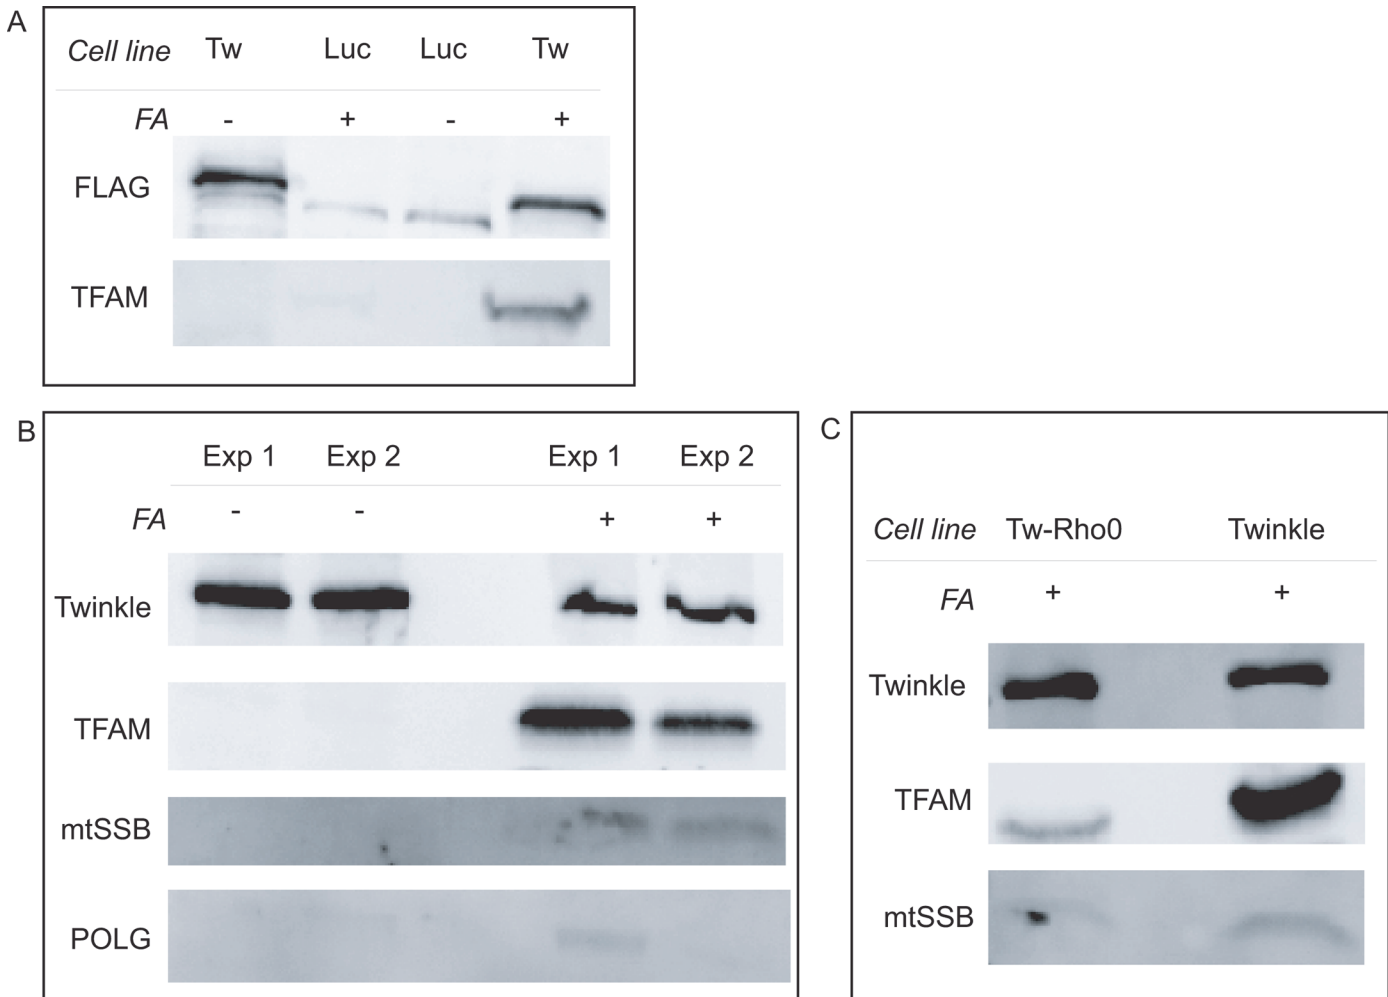 A
Cell line Tw Luc Luc Tw
FA - + - +
FLAG
TFAM
B
Exp 1 Exp 2 Exp 1 Exp 2
FA - - + +
Twinkle
TFAM
mtSSB
POLG
C
Cell line Tw-Rho0 Twinkle
FA + +
Twinkle
TFAM
mtSSB